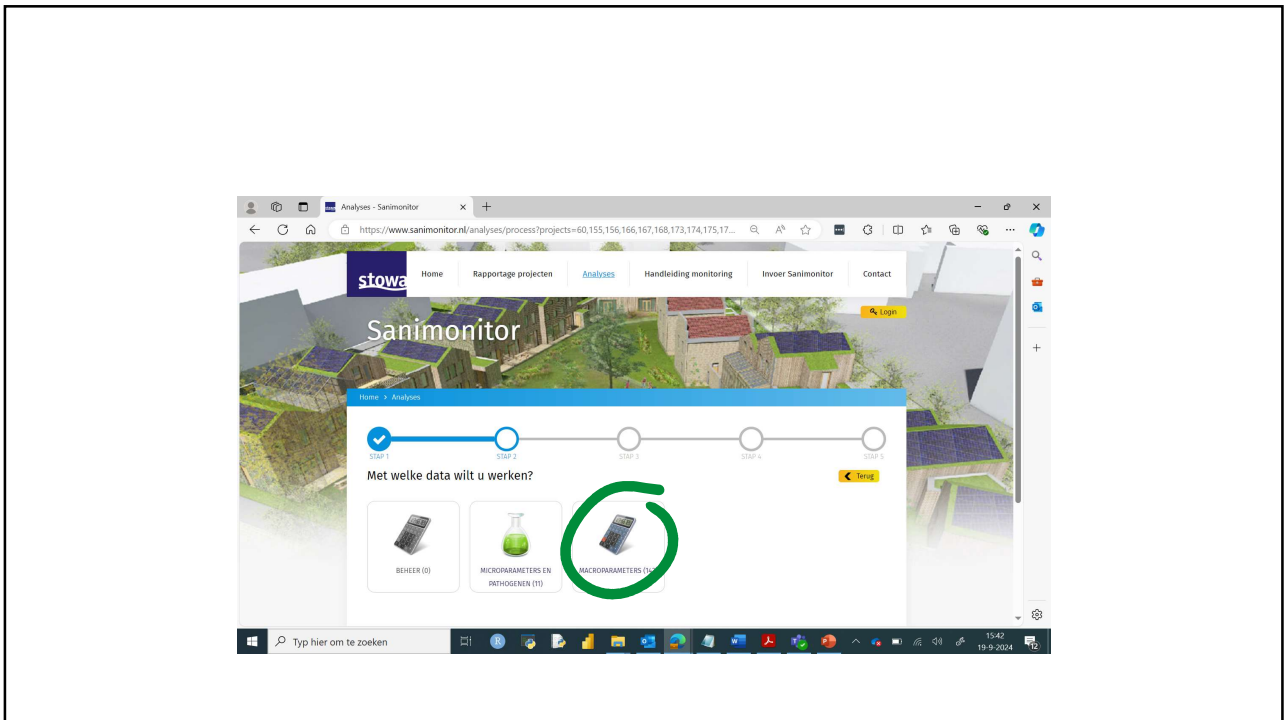 Analyses - Sanimonitor
https://www.sanimonitor.nl/analyses/process?projects=60,155,156,166,167,168,173,174,175,17...
stowa
Home Rapportage projecten Analyses Handleiding monitoring Invoer Sanimonitor Contact
Login
Sanimonitor
Home > Analyses
STAP 1 STAP 2 STAP 3 STAP 4 STAP 5
Met welke data wilt u werken?
Terug
BEHEER (0)
MICROPARAMETERS EN
PATHOGENEN (11)
MACROPARAMETERS
Typ hier om te zoeken
15:42
19-9-2024
12